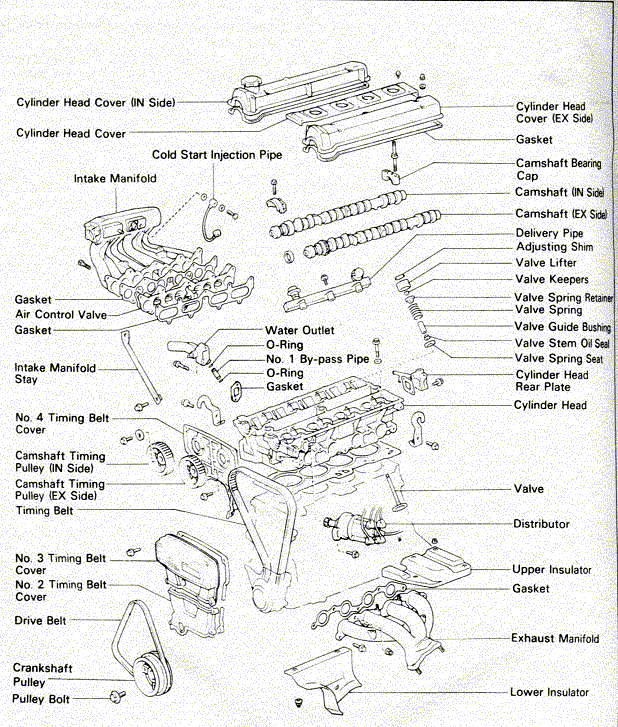 Cylinder Head Cover (IN Side)
Cylinder Head Cover
Cold Start Injection Pipe
Intake Manifold
Gasket
Air Control Valve
Gasket
Intake Manifold
Stay
Water Outlet
O-Ring
No. 1 By-pass Pipe
O-Ring
Gasket
No. 4 Timing Belt
Cover
Camshaft Timing
Pulley (IN Side)
Camshaft Timing
Pulley (EX Side)
Timing Belt
No. 3 Timing Belt
Cover
No. 2 Timing Belt
Cover
Drive Belt
Crankshaft
Pulley
Pulley Bolt
Cylinder Head
Cover (EX Side)
Gasket
Camshaft Bearing
Cap
Camshaft (IN Side)
Camshaft (EX Side)
Delivery Pipe
Adjusting Shim
Valve Lifter
Valve Keepers
Valve Spring Retainer
Valve Spring
Valve Guide Bushing
Valve Stem Oil Seal
Valve Spring Seat
Cylinder Head
Rear Plate
Cylinder Head
Valve
Distributor
Upper Insulator
Gasket
Exhaust Manifold
Lower Insulator